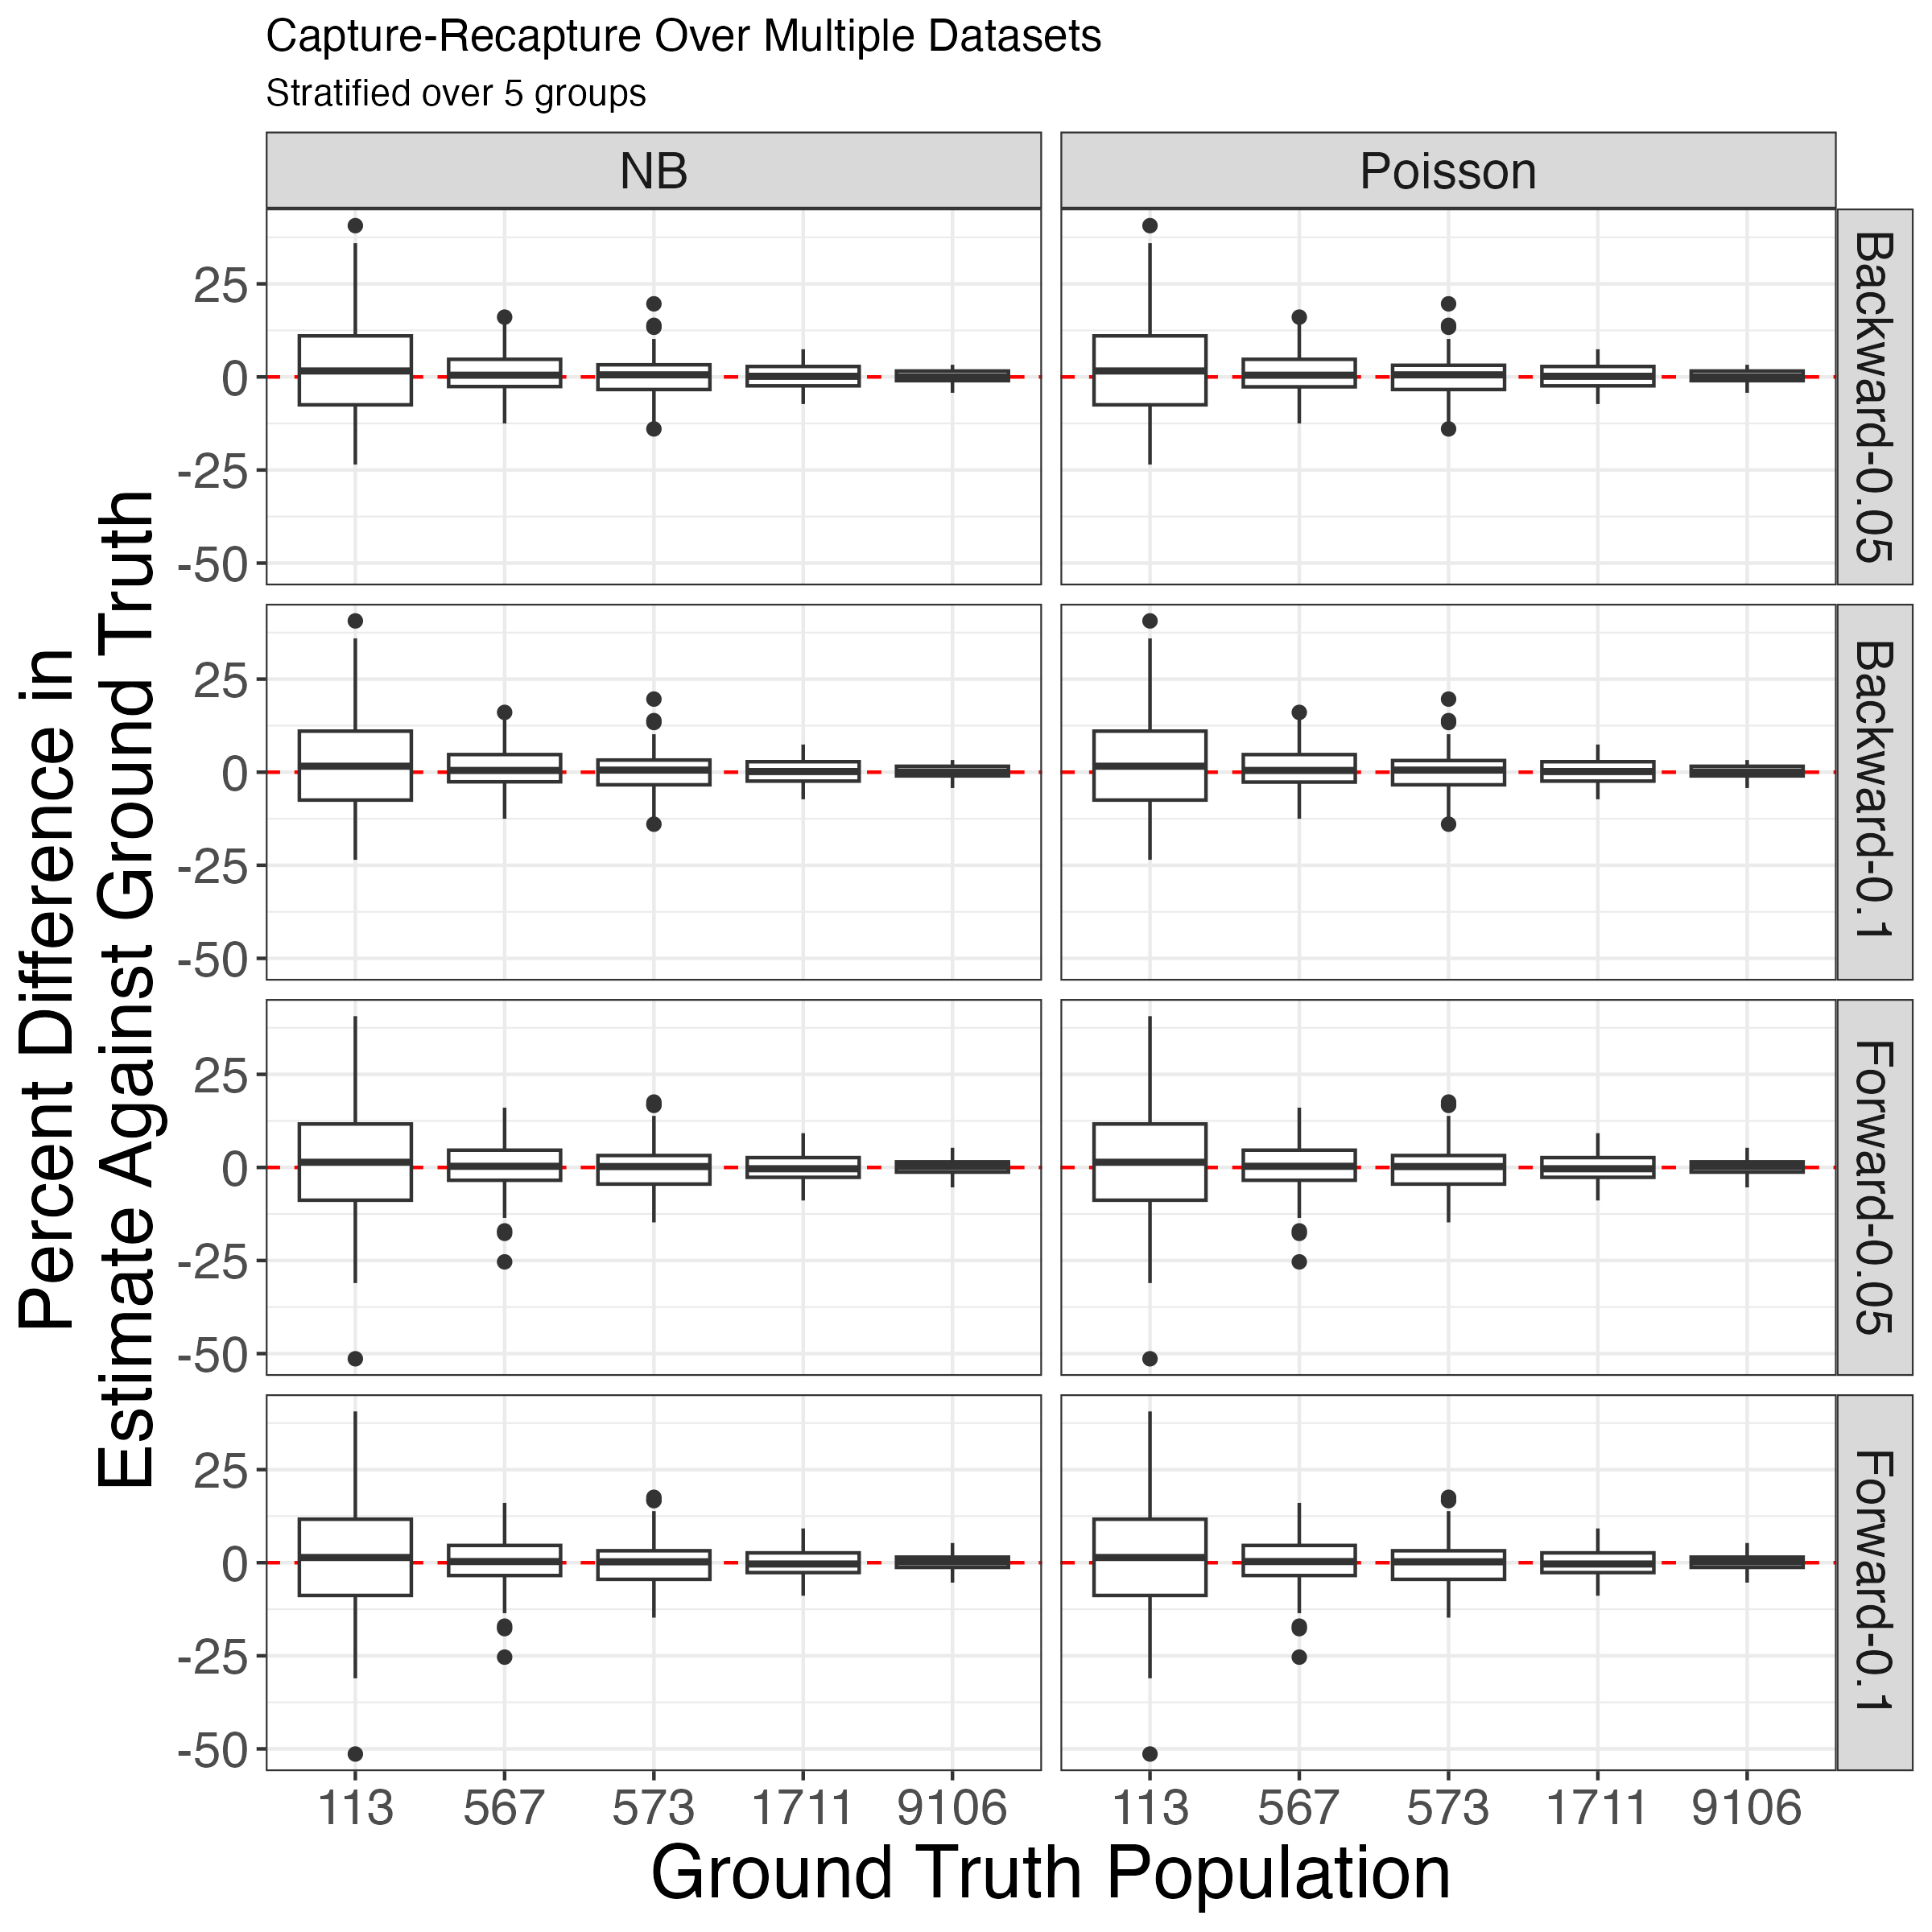 Capture-Recapture Over Multiple Datasets
Stratified over 5 groups
NB
Poisson
Percent Difference in
Estimate Against Ground Truth
25
0
-25
-50
Backward-0.05
25
0
-25
-50
Backward-0.1
25
0
-25
-50
Forward-0.05
25
0
-25
-50
Forward-0.1
113 567 573 1711 9106
113 567 573 1711 9106
Ground Truth Population